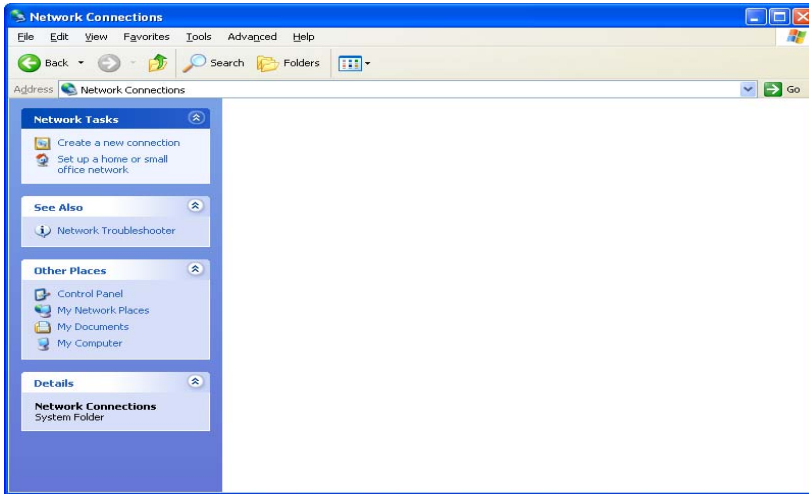 Network Connections
File Edit View Favorites Tools Advanced Help
Back Search Folders
Address Network Connections Go
Network Tasks
Create a new connection
Set up a home or small
office network
See Also
Network Troubleshooter
Other Places
Control Panel
My Network Places
My Documents
My Computer
Details
Network Connections
System Folder